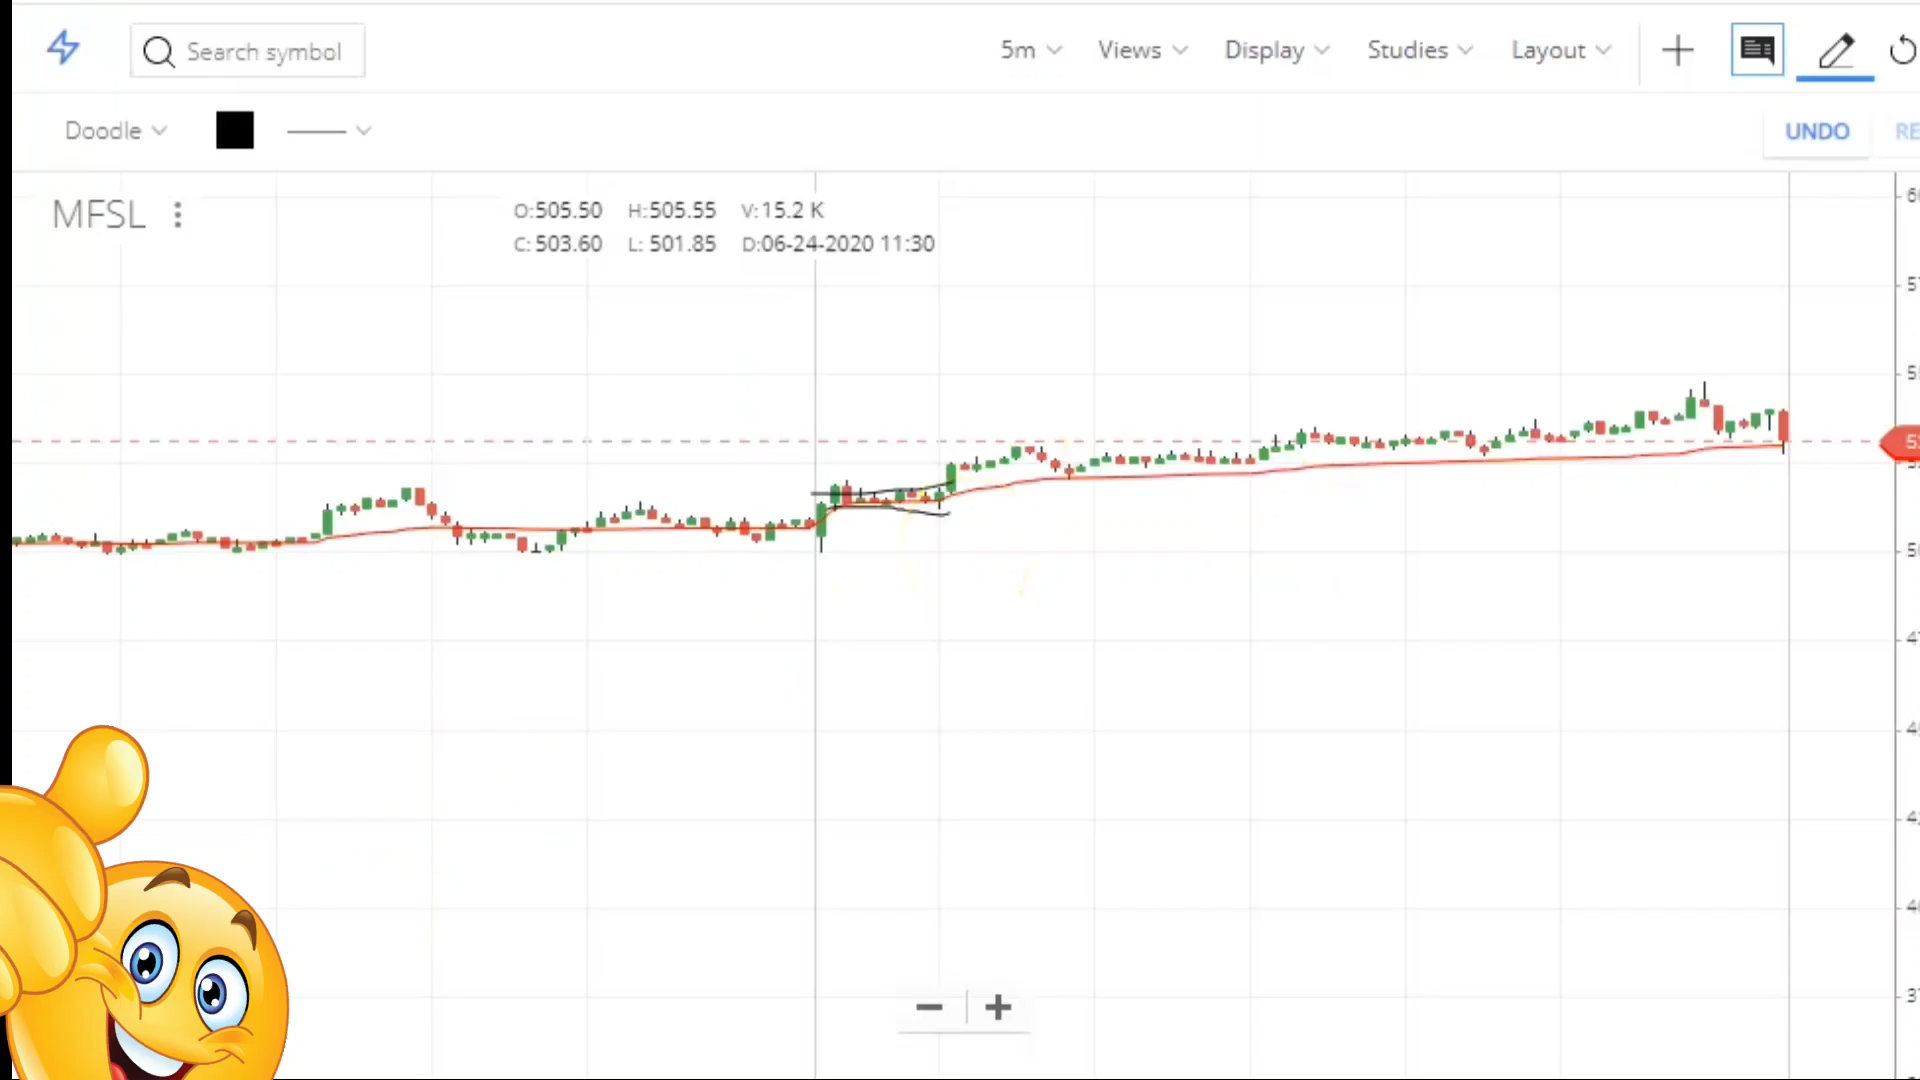 Search symbol 5m Views Display Studies Layout
Doodle UNDO RE
MFSL
O:505.50 H:505.55 V:15.2 K
C:503.60 L:501.85 D:06-24-2020 11:30